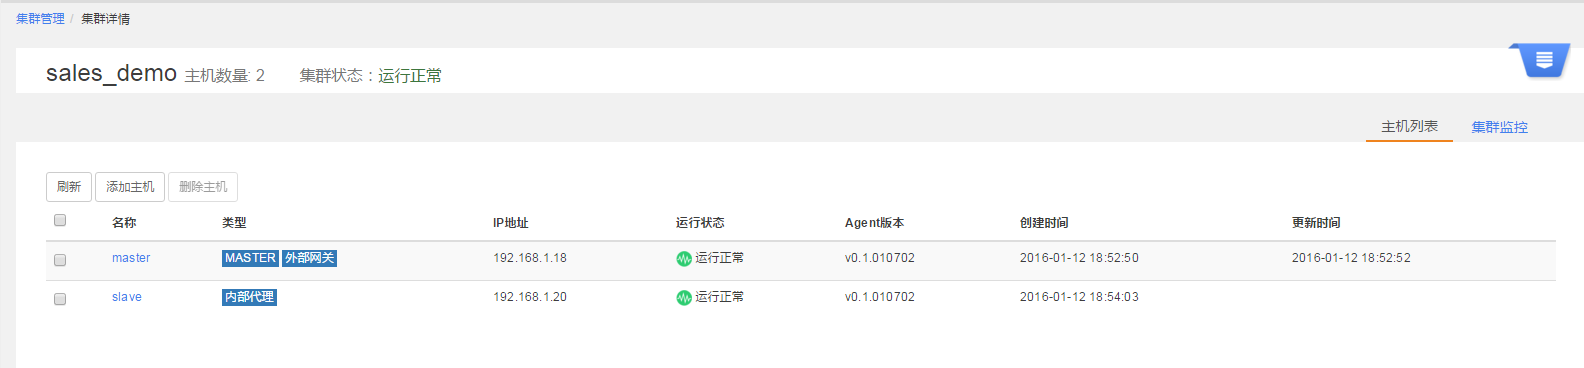 集群管理 / 集群详情
sales_demo 主机数量: 2 集群状态：运行正常
主机列表 集群监控
刷新 添加主机 删除主机
名称 类型 IP地址 运行状态 Agent版本 创建时间 更新时间
master MASTER 外部网关 192.168.1.18 运行正常 v0.1.010702 2016-01-12 18:52:50 2016-01-12 18:52:52
slave 内部代理 192.168.1.20 运行正常 v0.1.010702 2016-01-12 18:54:03